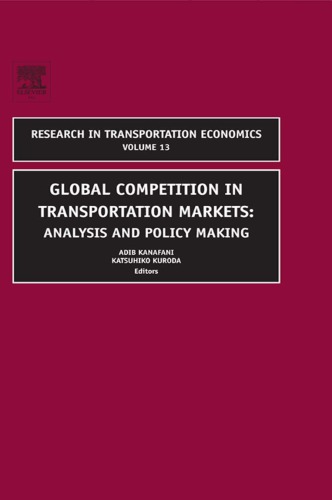 ELSEVIER
RESEARCH IN TRANSPORTATION ECONOMICS
VOLUME 13
GLOBAL COMPETITION IN
TRANSPORTATION MARKETS:
ANALYSIS AND POLICY MAKING
ADIB KANAFANI
KATSUHIKO KURODA
Editors